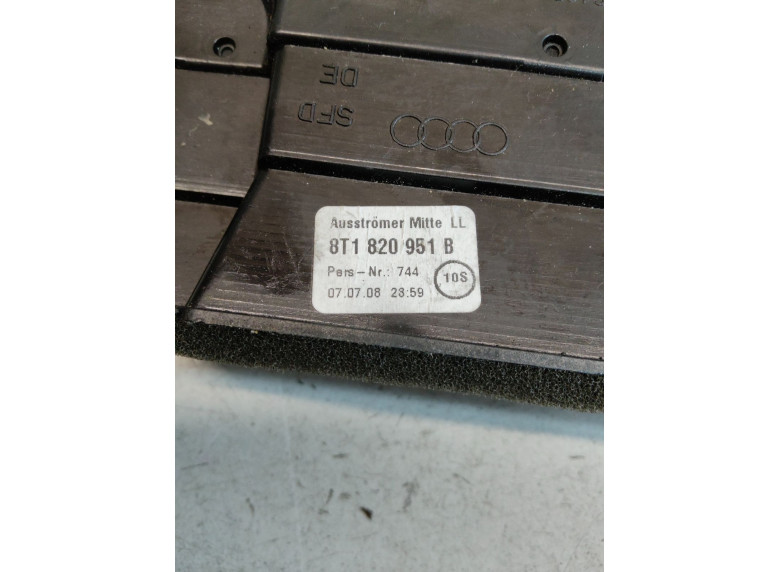 DE
SFD
Ausströmer Mitte LL
8T1 820 951 B
Pers-Nr.: 744
10S
07.07.08 23:59